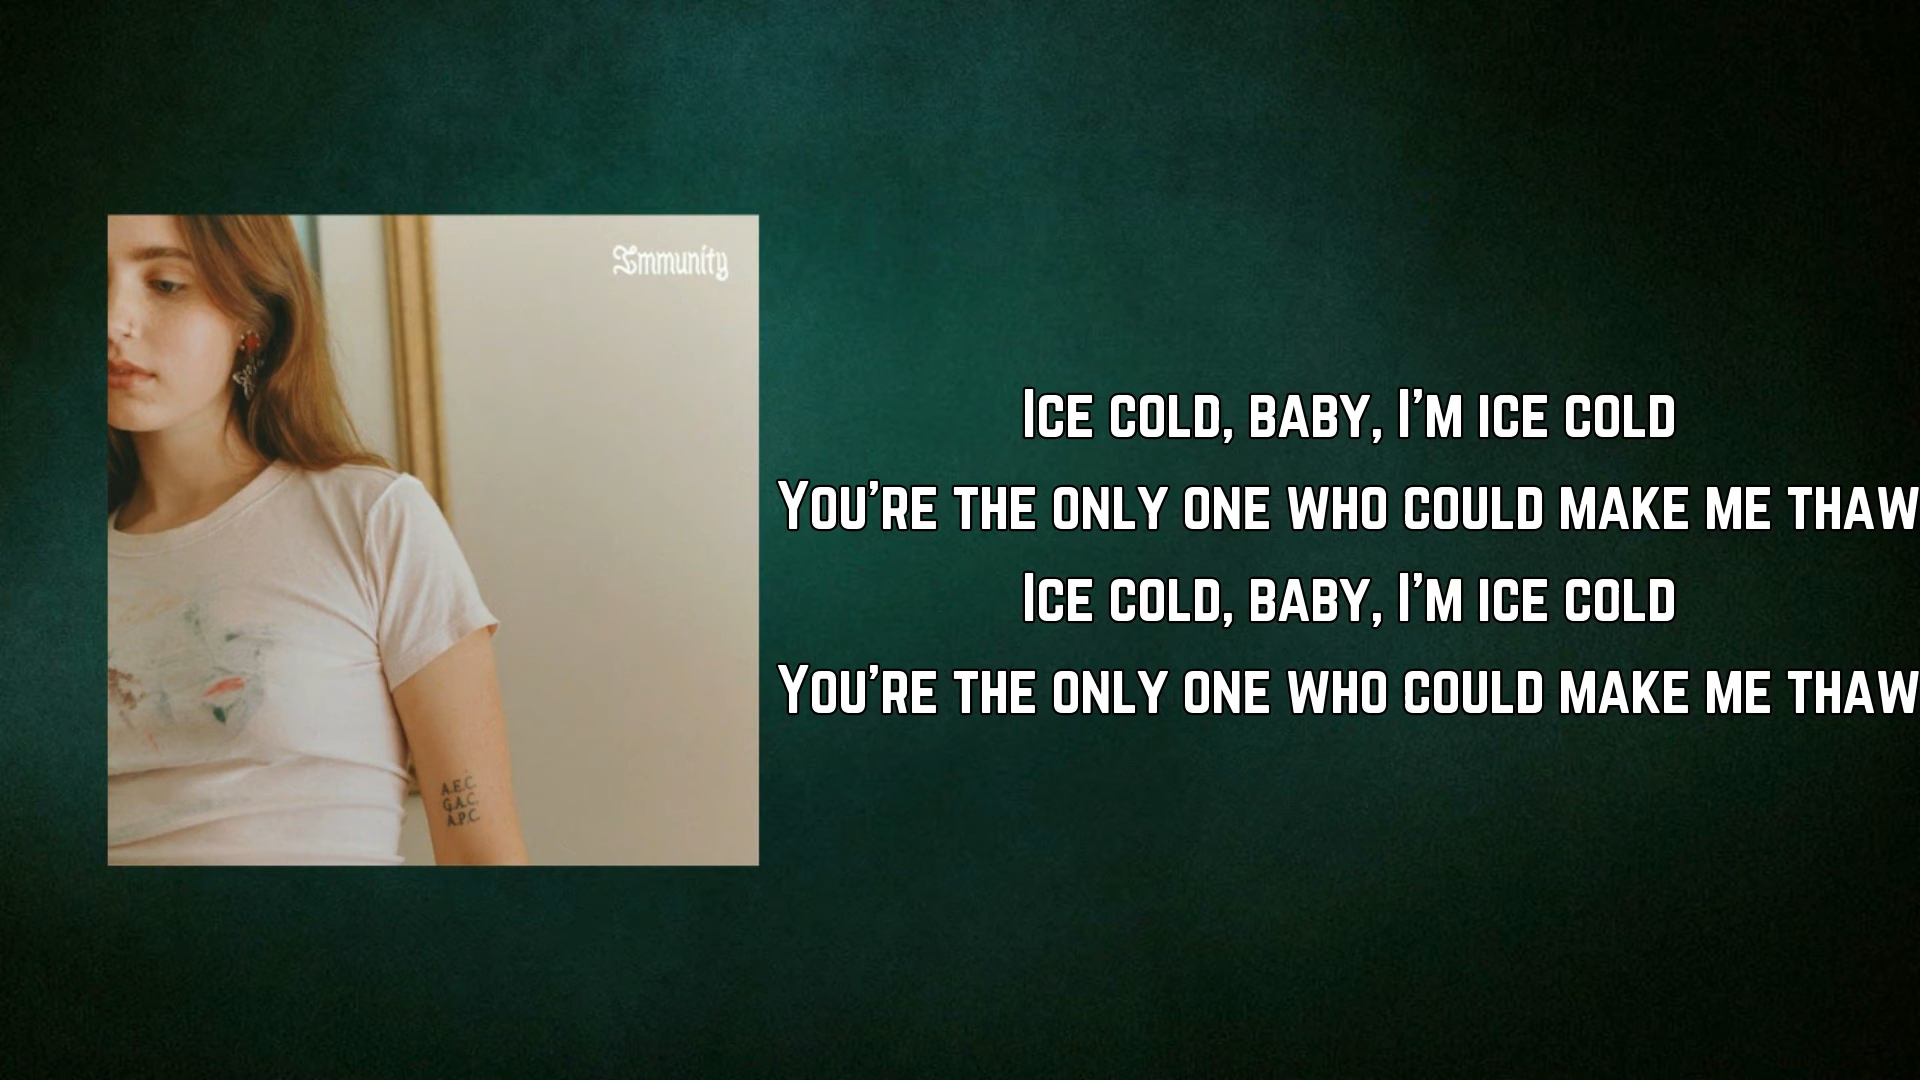 Immunity
Ice cold, baby, I'm ice cold
You're the only one who could make me thaw
Ice cold, baby, I'm ice cold
You're the only one who could make me thaw
A.E.C.
G.A.C.
A.P.C.